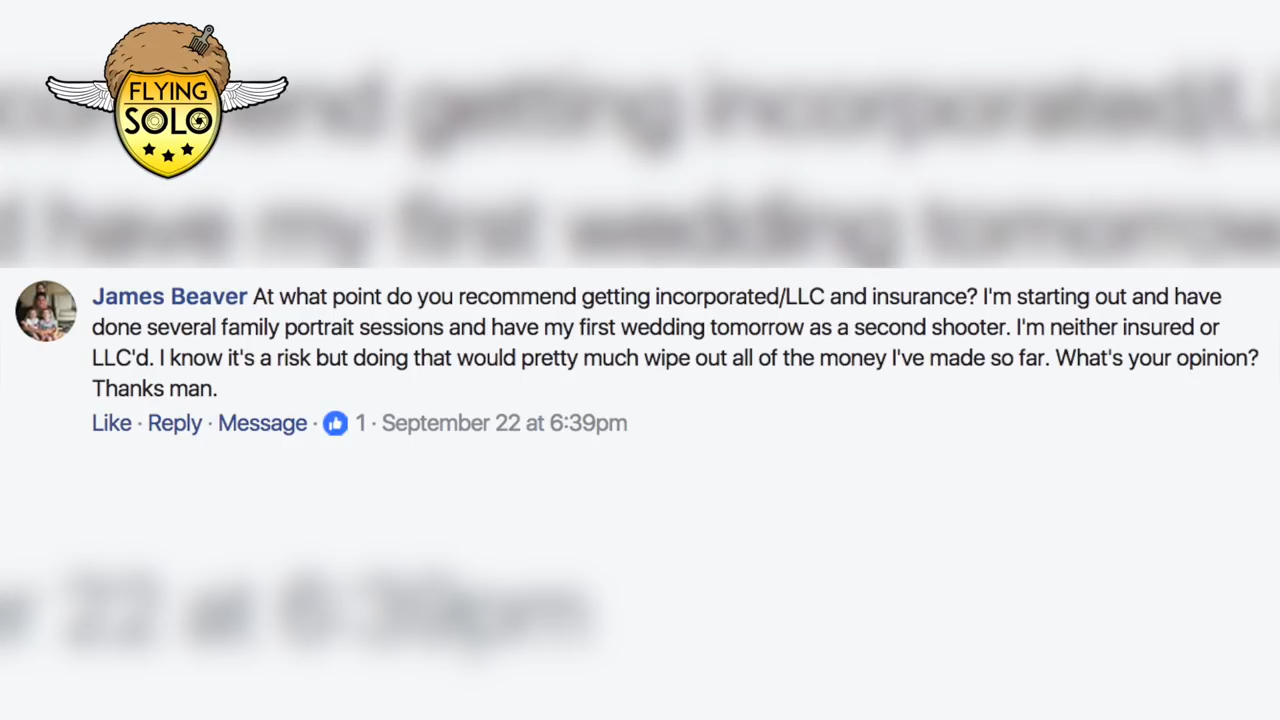 FLYING
SOLO
James Beaver At what point do you recommend getting incorporated/LLC and insurance? I'm starting out and have
done several family portrait sessions and have my first wedding tomorrow as a second shooter. I'm neither insured or
LLC'd. I know it's a risk but doing that would pretty much wipe out all of the money I've made so far. What's your opinion?
Thanks man.
Like · Reply · Message · 1 · September 22 at 6:39pm